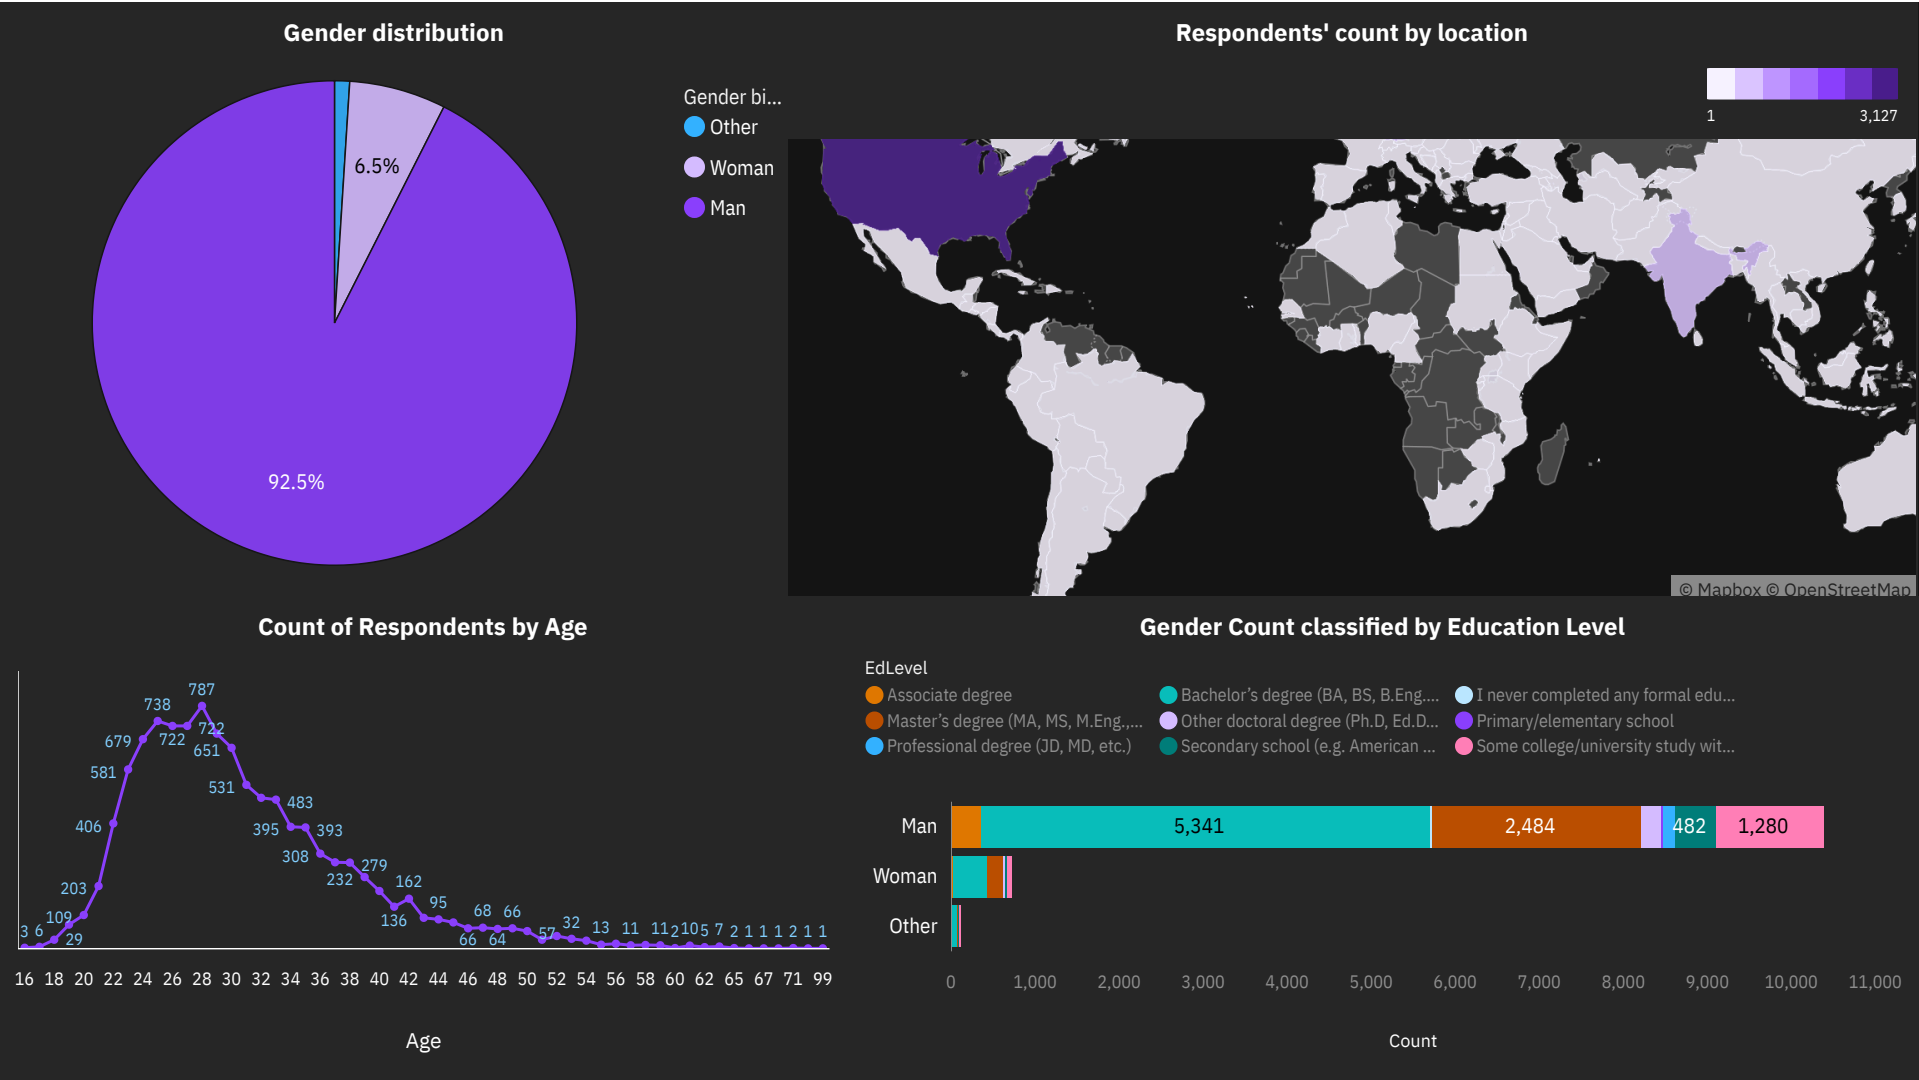 Gender distribution
Gender bi...
Other
Woman
Man
6.5%
92.5%
Respondents' count by location
1 3,127
© Mapbox © OpenStreetMap
Count of Respondents by Age
787
738
722
679 722
651
581
531
483
406 395 393
308
279
232
203 162
136
109 95
29 68 66
66 64 57 32 13 11 11 2 10 5 7 2 1 1 1 2 1 1
3 6
16 18 20 22 24 26 28 30 32 34 36 38 40 42 44 46 48 50 52 54 56 58 60 62 65 67 71 99
Age
Gender Count classified by Education Level
EdLevel
Associate degree Bachelor’s degree (BA, BS, B.Eng.... I never completed any formal edu...
Master’s degree (MA, MS, M.Eng.,... Other doctoral degree (Ph.D, Ed.D... Primary/elementary school
Professional degree (JD, MD, etc.) Secondary school (e.g. American ... Some college/university study wit...
Man 5,341 2,484 482 1,280
Woman
Other
0 1,000 2,000 3,000 4,000 5,000 6,000 7,000 8,000 9,000 10,000 11,000
Count